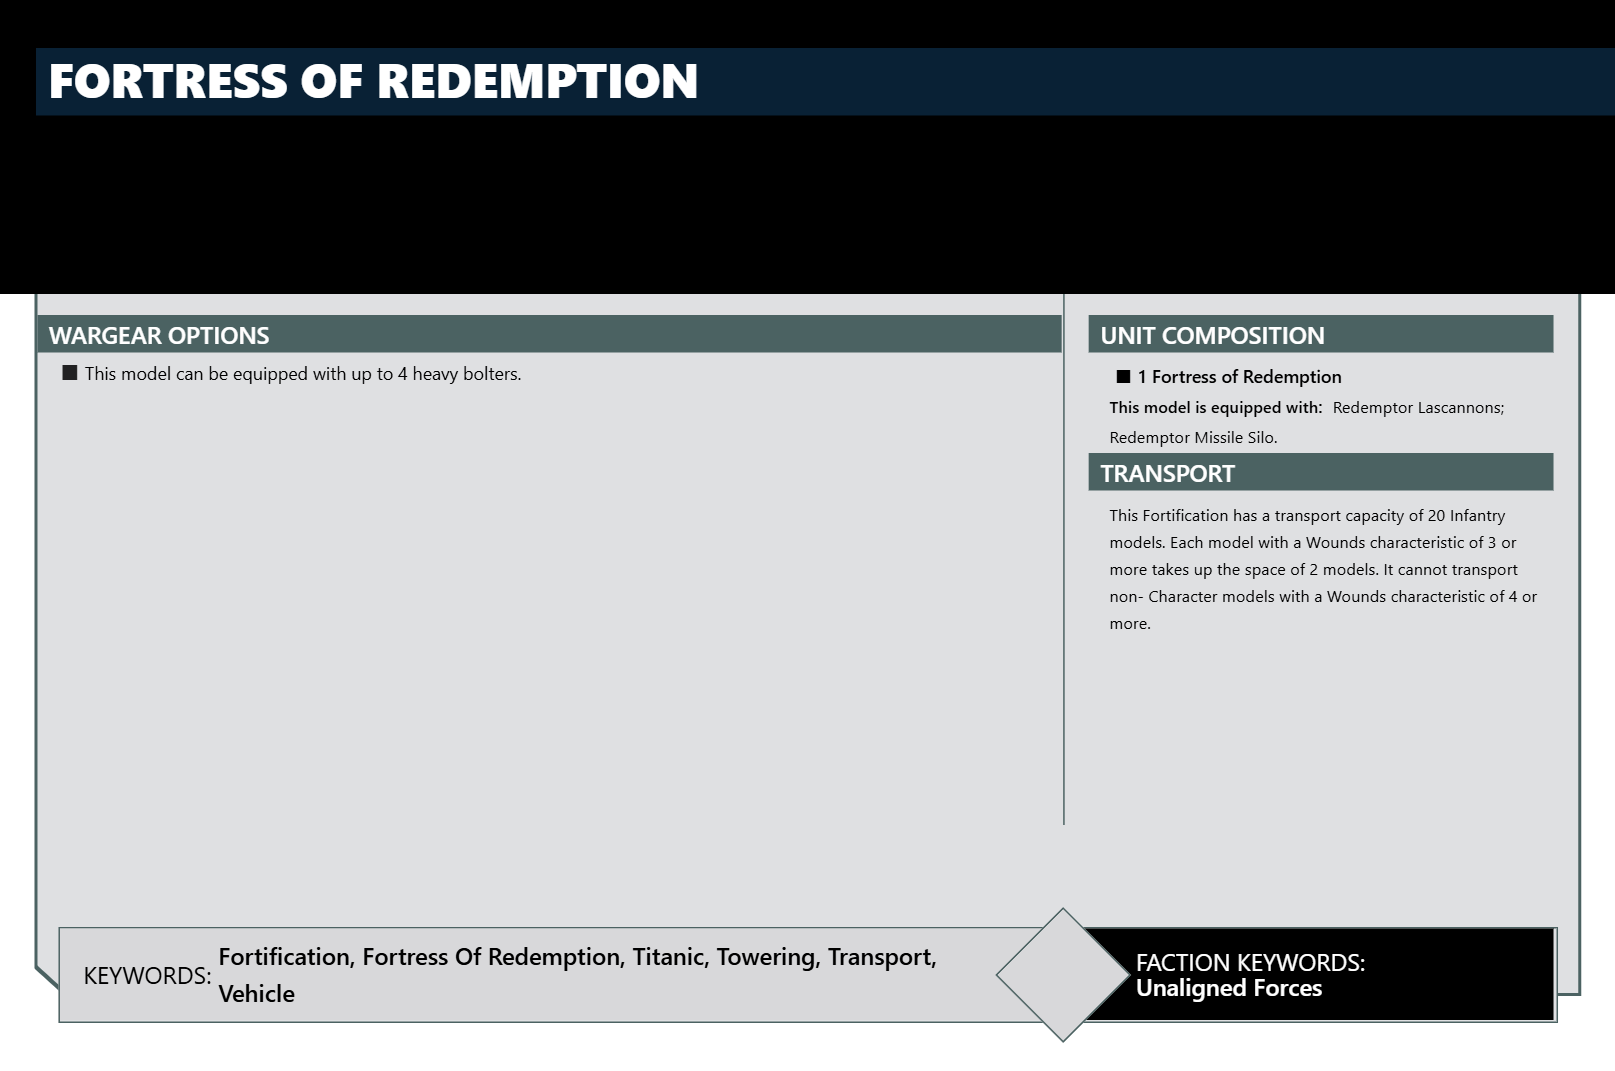 FORTRESS OF REDEMPTION
WARGEAR OPTIONS
■ This model can be equipped with up to 4 heavy bolters.
UNIT COMPOSITION
■ 1 Fortress of Redemption
This model is equipped with: Redemptor Lascannons;
Redemptor Missile Silo.
TRANSPORT
This Fortification has a transport capacity of 20 Infantry
models. Each model with a Wounds characteristic of 3 or
more takes up the space of 2 models. It cannot transport
non- Character models with a Wounds characteristic of 4 or
more.
KEYWORDS: Fortification, Fortress Of Redemption, Titanic, Towering, Transport,
Vehicle
FACTION KEYWORDS:
Unaligned Forces